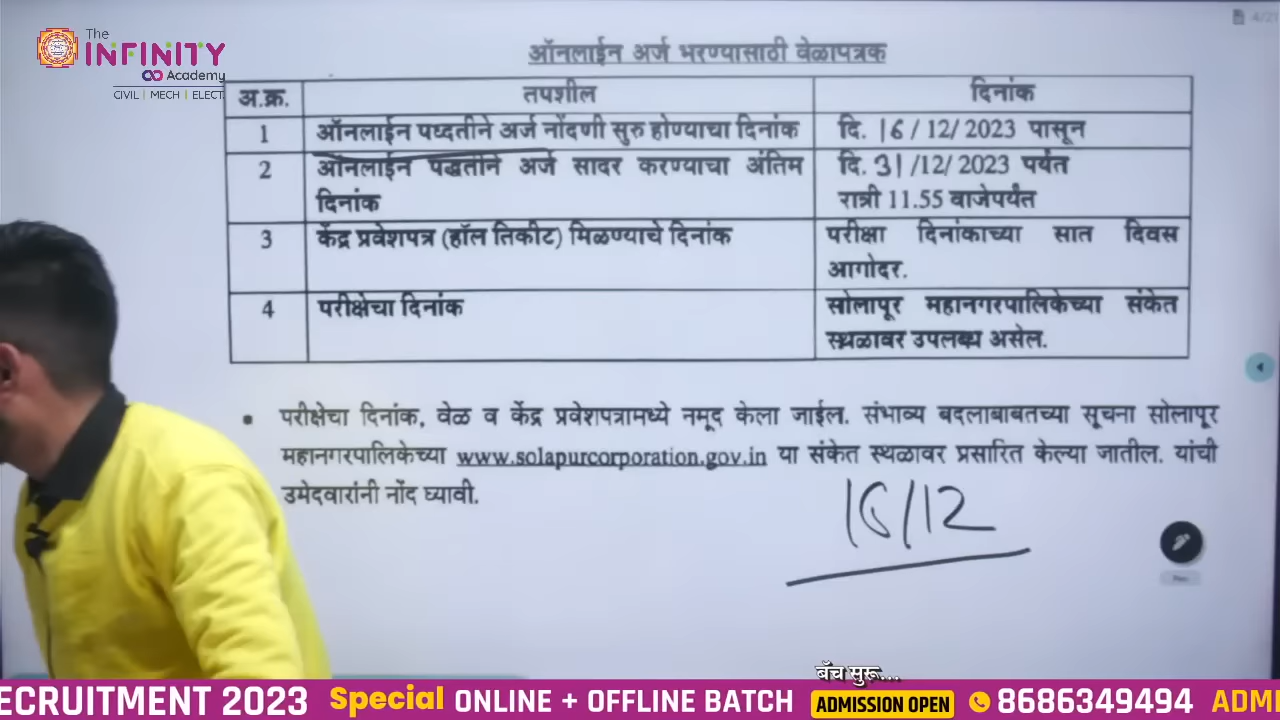 The
INFINITY
Academy
CIVIL | MECH | ELECT
ऑनलाईन अर्ज भरण्यासाठी वेळापत्रक
अ.क्र. तपशील दिनांक
1 ऑनलाईन पध्दतीने अर्ज नोंदणी सुरु होण्याचा दिनांक दि. 16 / 12/ 2023 पासून
2 ऑनलाईन पद्धतीने अर्ज सादर करण्याचा अंतिम दि. 31 /12/ 2023 पर्यंत
दिनांक रात्री 11.55 वाजेपर्यंत
3 केंद्र प्रवेशपत्र (हॉल तिकीट) मिळण्याचे दिनांक परीक्षा दिनांकाच्या सात दिवस
आगोदर.
4 परीक्षेचा दिनांक सोलापूर महानगरपालिकेच्या संकेत
स्थळावर उपलब्ध असेल.
▪ परीक्षेचा दिनांक, वेळ व केंद्र प्रवेशपत्रामध्ये नमूद केला जाईल. संभाव्य बदलाबाबतच्या सूचना सोलापूर
महानगरपालिकेच्या www.solapurcorporation.gov.in या संकेत स्थळावर प्रसारित केल्या जातील. यांची
उमेदवारांनी नोंद घ्यावी.
16/12
Pen
बॅच सुरू...
ECRUITMENT 2023 Special ONLINE + OFFLINE BATCH ADMISSION OPEN 8686349494 ADMI